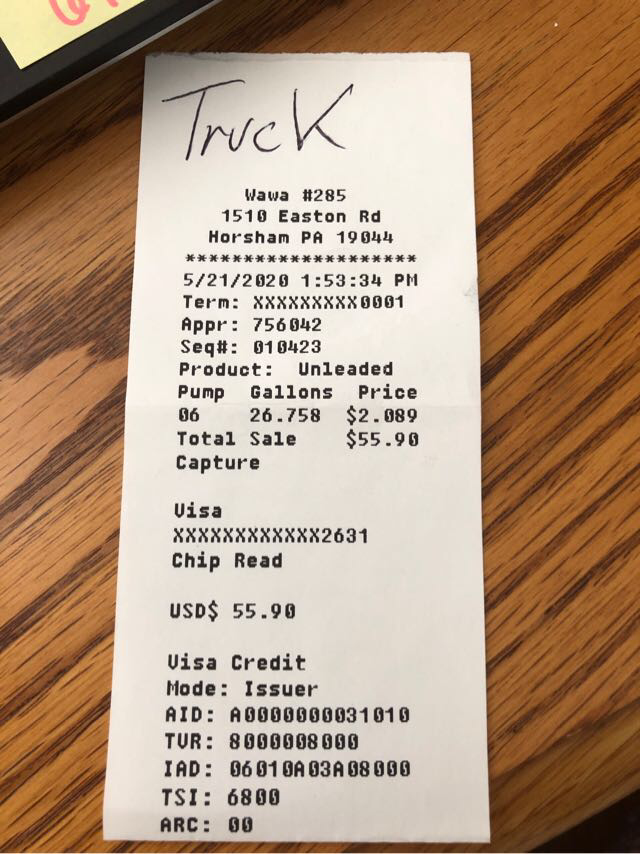 Truck
Wawa #285
1510 Easton Rd
Horsham PA 19044
********************
5/21/2020 1:53:34 PM
Term: XXXXXXXXX0001
Appr: 756042
Seq#: 010423
Product: Unleaded
Pump Gallons Price
06 26.758 $2.089
Total Sale $55.90
Capture
Visa
XXXXXXXXXXXX2631
Chip Read
USD$ 55.90
Visa Credit
Mode: Issuer
AID: A0000000031010
TVR: 8000008000
IAD: 06010A03A08000
TSI: 6800
ARC: 00